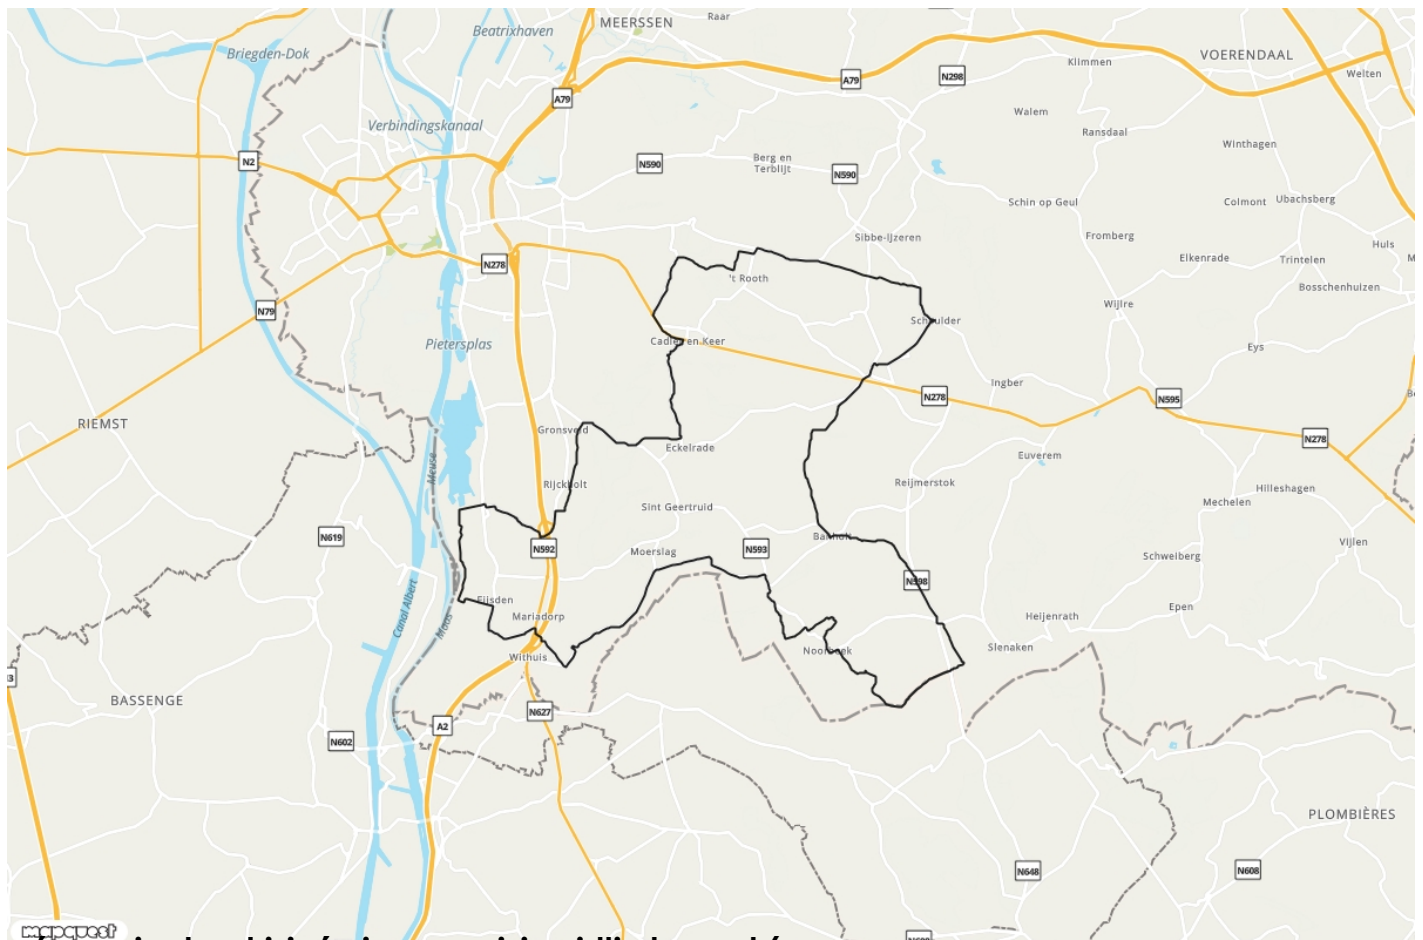 Briegden-Dok
Beatrixhaven
MEERSSEN
Raar
VOERENDAAL
Klimmen
Welten
A79
A79
N298
Walem
Verbindingskanaal
Ransdaal
Winthagen
N2
N590
Berg en
Terblijt
N590
Schin op Geul
Colmont
Ubachsberg
Sibbe-IJzeren
Fromberg
Huls
N278
Elkenrade
Trintelen
't Rooth
Bosschenhuizen
N79
Wijlre
Scheulder
Pietersplas
Cadier en Keer
Eys
Ingber
N278
N595
RIEMST
Gronsveld
N278
Eckelrade
Euverem
Meuse
Rijckholt
Reijmerstok
Hilleshagen
Mechelen
Sint Geertruid
N619
N592
Moerslag
N593
Banholt
Vijlen
Schweiberg
N598
Canal Albert
Eijsden
Mariadorp
Maas
Heijenrath
Epen
Withuis
Noorbeek
Slenaken
BASSENGE
N627
A2
N602
PLOMBIÈRES
N648
N608
mapquest